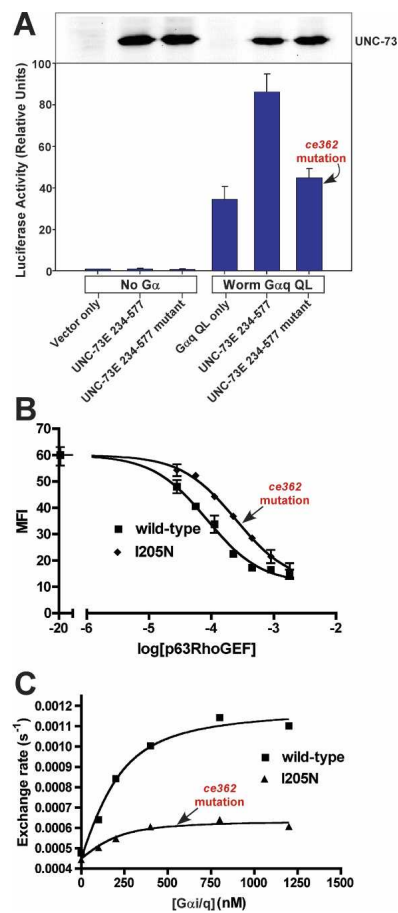 A
UNC-73
Luciferase Activity (Relative Units)
100
80
60
40
20
0
ce362
mutation
No Gα
Worm Gαq QL
Vector only
UNC-73E 234-577
UNC-73E 234-577 mutant
Gαq QL only
UNC-73E 234-577
UNC-73E 234-577 mutant
B
MFI
70
60
50
40
30
20
10
0
ce362
mutation
wild-type
I205N
-20
-6
-5
-4
-3
-2
log[p63RhoGEF]
C
Exchange rate (s-1)
0.0012
0.0011
0.0010
0.0009
0.0008
0.0007
0.0006
0.0005
0.0004
wild-type
I205N
ce362
mutation
0
250
500
750
1000
1250
1500
[Gαi/q](nM)